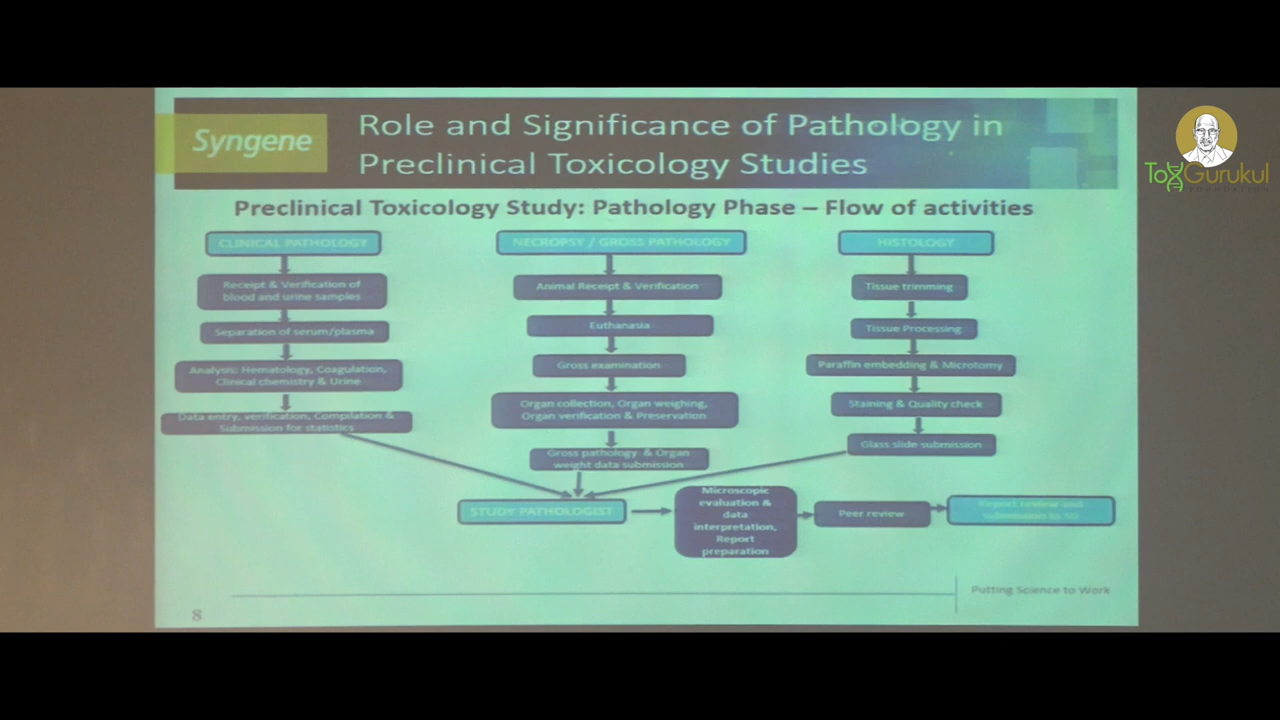 Syngene
Role and Significance of Pathology in
Preclinical Toxicology Studies
ToxGurukul
FOUNDATION
Preclinical Toxicology Study: Pathology Phase – Flow of activities
CLINICAL PATHOLOGY
Receipt & Verification of
blood and urine samples
Separation of serum/plasma
Analysis: Hematology, Coagulation,
Clinical chemistry & Urine
Data entry, verification, Compilation &
Submission for statistics
NECROPSY / GROSS PATHOLOGY
Animal Receipt & Verification
Euthanasia
Gross examination
Organ collection, Organ weighing,
Organ verification & Preservation
Gross pathology & Organ
weight data submission
HISTOLOGY
Tissue trimming
Tissue Processing
Paraffin embedding & Microtomy
Staining & Quality check
Glass slide submission
STUDY PATHOLOGIST
Microscopic
evaluation &
data
interpretation,
Report
preparation
Peer review
Report review and
submission to SD
Putting Science to Work
8